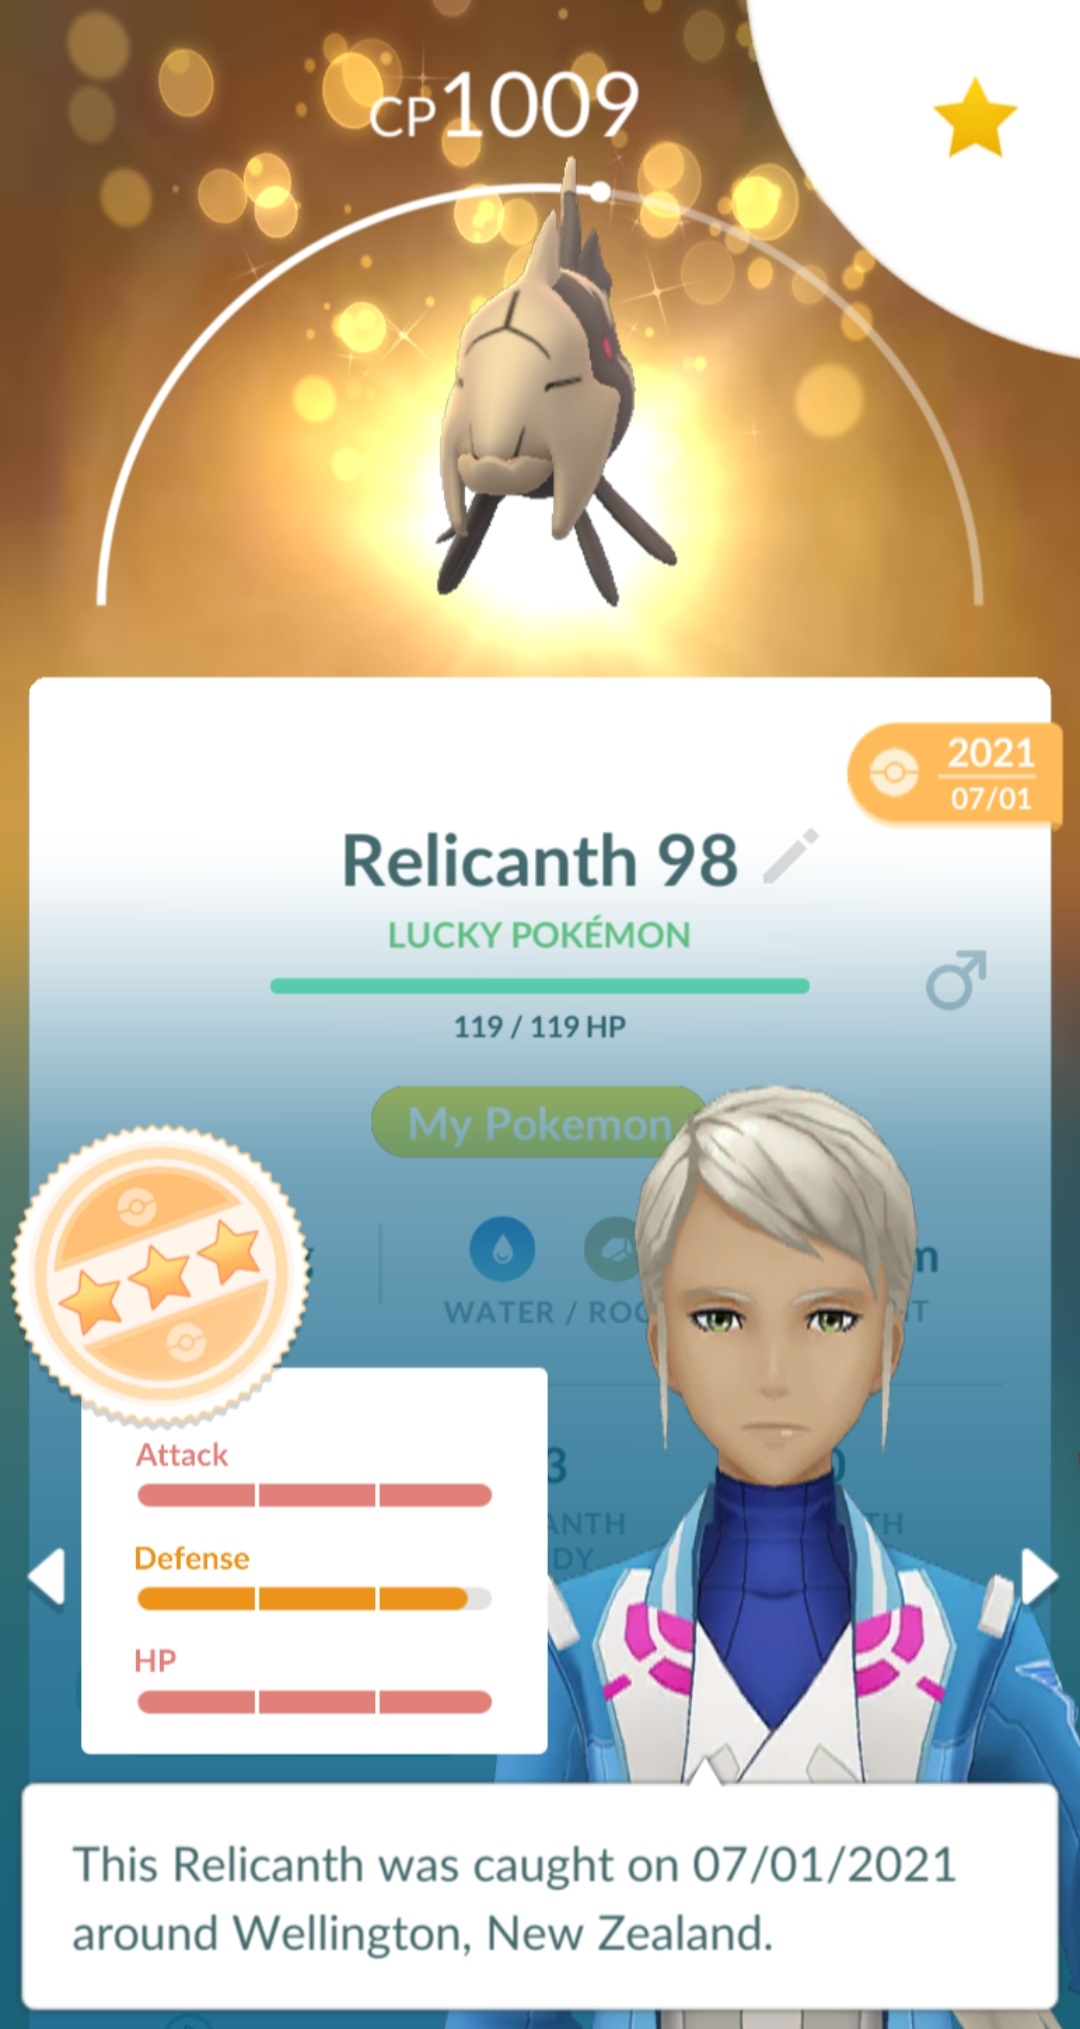 CP1009
2021
07/01
Relicanth 98
LUCKY POKÉMON
119 / 119 HP
My Pokemon
WATER /
Attack
Defense
HP
This Relicanth was caught on 07/01/2021
around Wellington, New Zealand.